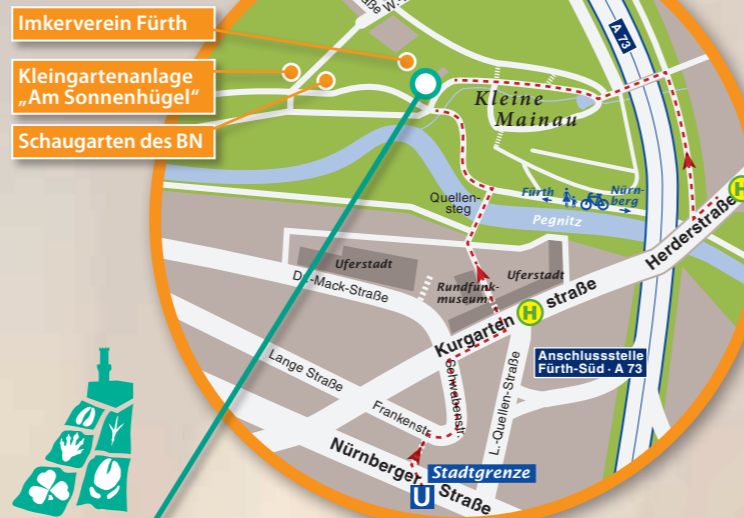 Imkerverein Fürth
Kleingartenanlage
„Am Sonnenhügel“
Schaugarten des BN
A 73
Kleine
Mainau
Quellen-
steg
Fürth
Nürn-
berg
Pegnitz
Herderstraße
H
Uferstadt
Dr.-Mack-Straße
Rundfunk-
museum
Uferstadt
Kurgarten
H
straße
Anschlussstelle
Fürth-Süd · A 73
Lange Straße
Schwabenstr.
L.-Quellen-Straße
Frankenstr.
Nürnberger
Straße
Stadtgrenze
U